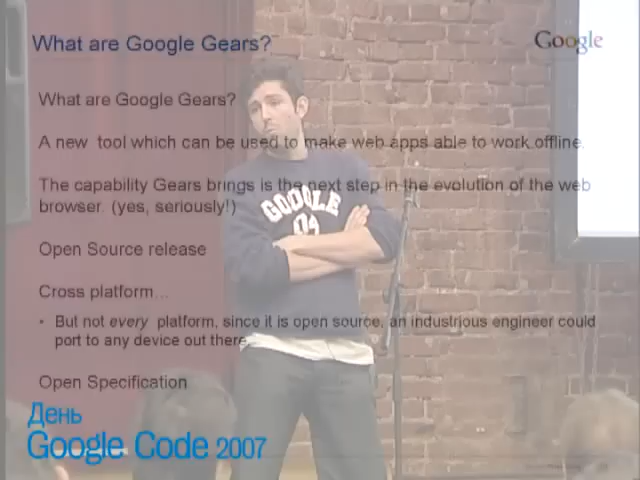 What are Google Gears?
Google
What are Google Gears?
A new tool which can be used to make web apps able to work offline.
The capability Gears brings is the next step in the evolution of the web
browser. (yes, seriously!)
Open Source release
Cross platform...
• But not every platform, since it is open source, an industrious engineer could
port to any device out there.
Open Specification
GOOGLE
04
День
Google Code 2007